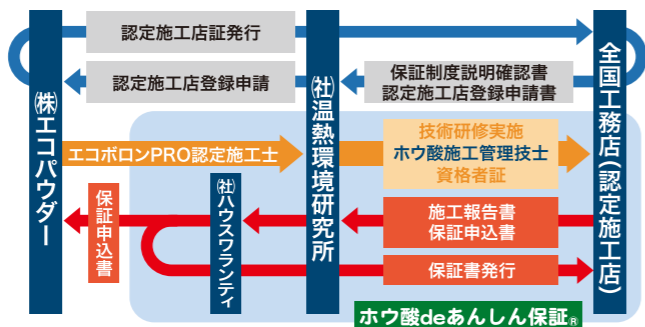 認定施工店証発行
認定施工店登録申請
保証制度説明確認書
認定施工店登録申請書
㈱エコパウダー
㈳温熱環境研究所
全国工務店(認定施工店)
エコボロンPRO認定施工士
技術研修実施
ホウ酸施工管理技士
資格者証
㈳ハウスワランティ
保証申込書
施工報告書
保証申込書
保証書発行
ホウ酸deあんしん保証®